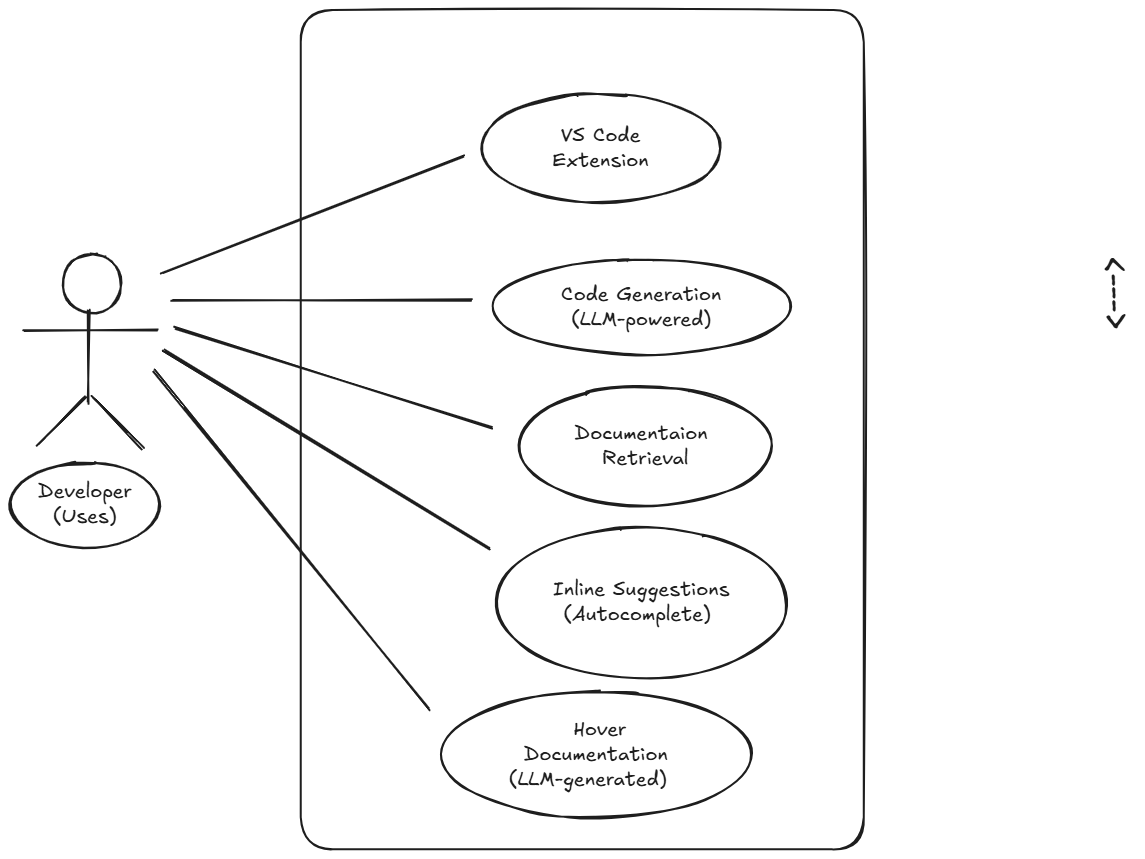 VS Code
Extension
Code Generation
(LLM-powered)
Documentaion
Retrieval
Developer
(Uses)
Inline Suggestions
(Autocomplete)
Hover
Documentation
(LLM-generated)